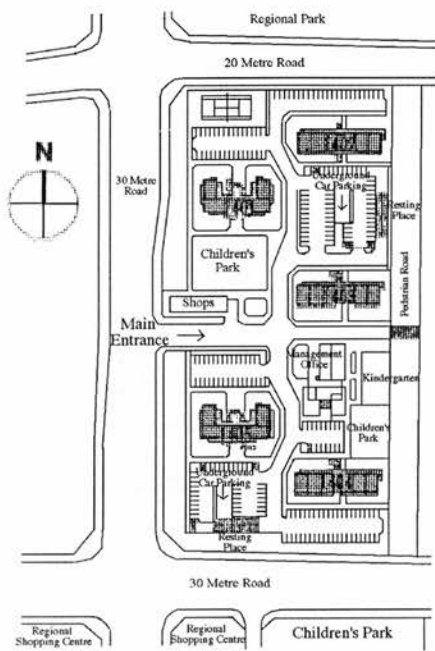 Regional Park
20 Metre Road
N
30 Metre
Road
Underground
Car Parking
Resting
Place
Children's
Park
Pedstrian Road
Shops
Main
Entrance
Management
Office
Kindergarten
Children's
Park
Underground
Car Parking
Resting
Place
30 Metre Road
Regional
Shopping Centre
Regional
Shopping Centre
Children's Park